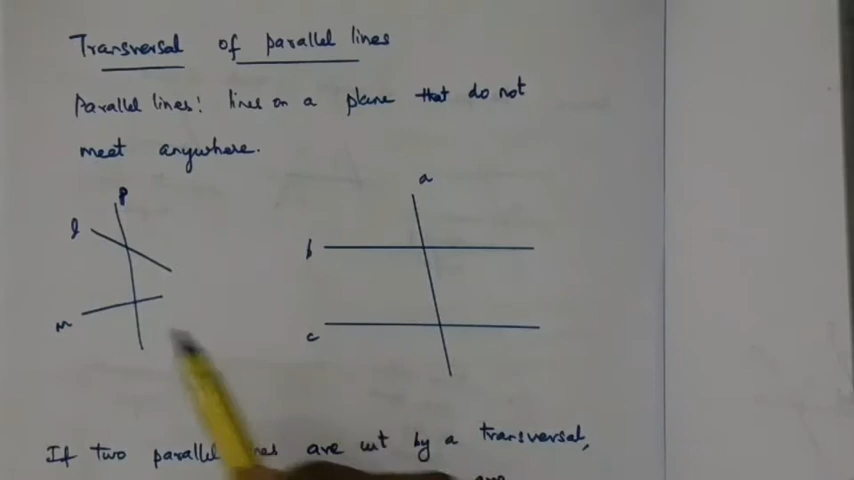 Transversal of parallel lines
Parallel lines: lines on a plane that do not
meet anywhere.
p
l
m
a
b
c
If two parallel lines are cut by a transversal,